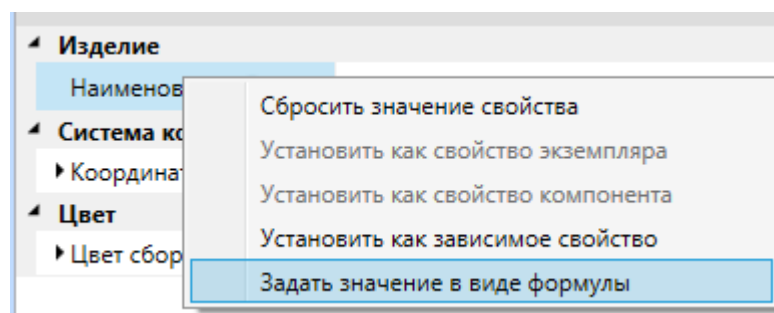 Изделие
Наименов
Сбросить значение свойства
Система ко
Установить как свойство экземпляра
Координат
Установить как свойство компонента
Цвет
Установить как зависимое свойство
Цвет сбор
Задать значение в виде формулы